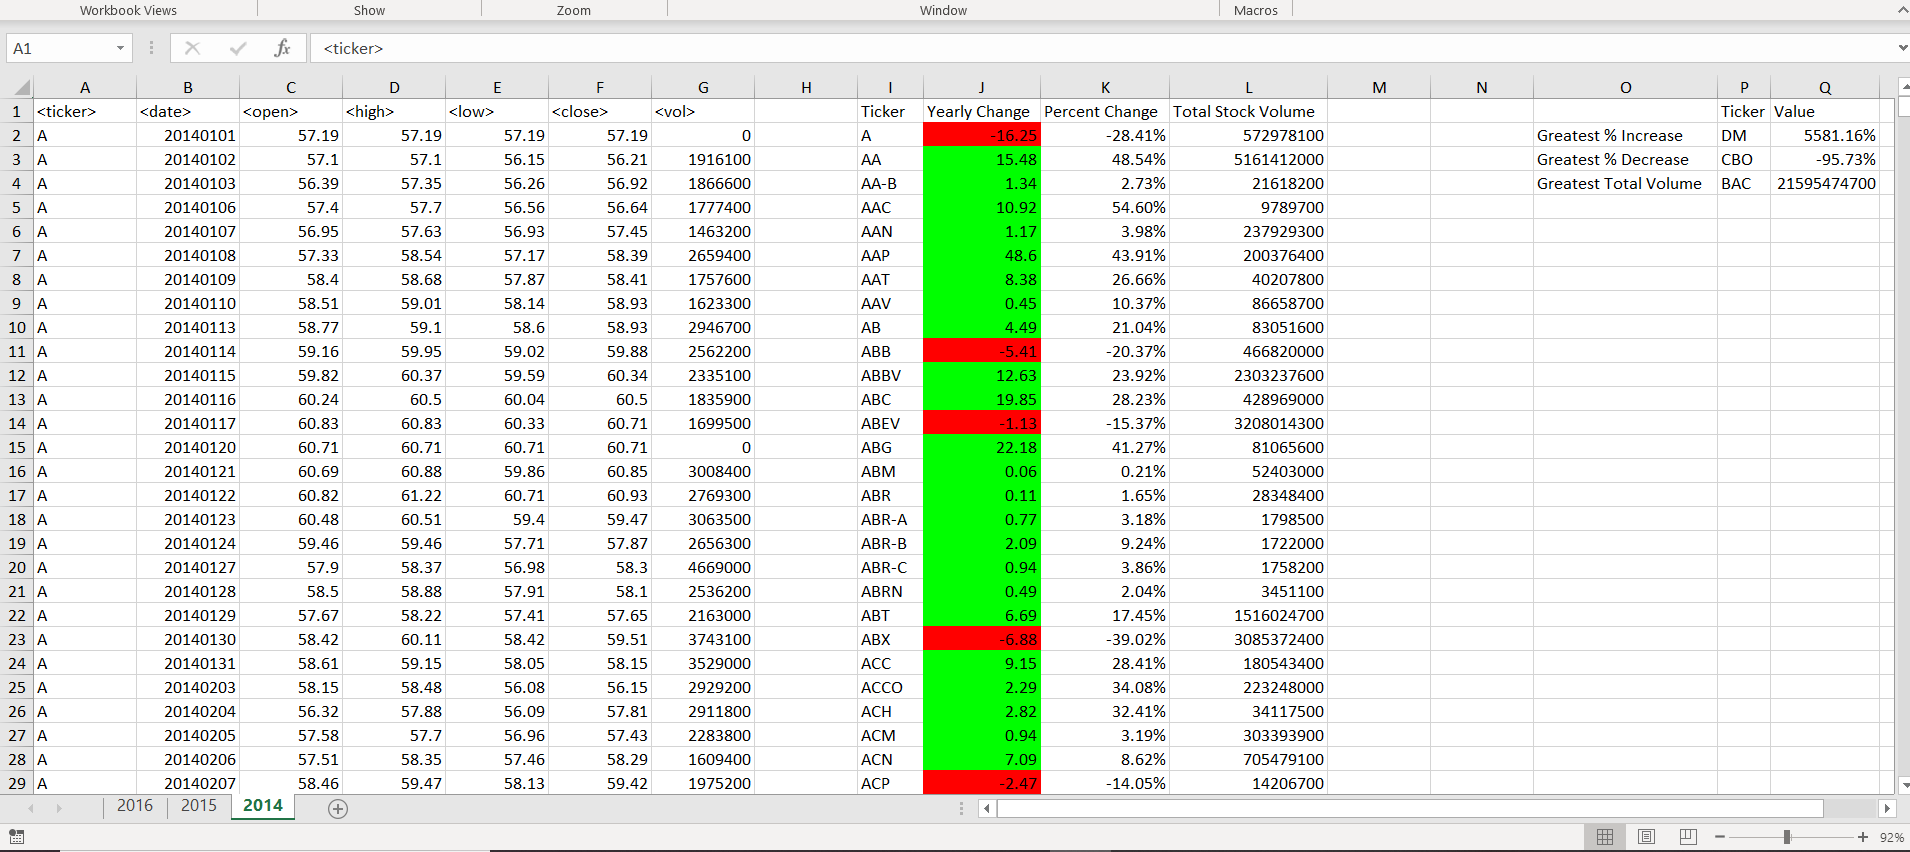 Workbook Views Show Zoom Window Macros
A1 fx <ticker>
A B C D E F G H I J K L M N O P Q
1 <ticker> <date> <open> <high> <low> <close> <vol> Ticker Yearly Change Percent Change Total Stock Volume Ticker Value
2 A 20140101 57.19 57.19 57.19 57.19 0 A -16.25 -28.41% 572978100 Greatest % Increase DM 5581.16%
3 A 20140102 57.1 57.1 56.15 56.21 1916100 AA 15.48 48.54% 5161412000 Greatest % Decrease CBO -95.73%
4 A 20140103 56.39 57.35 56.26 56.92 1866600 AA-B 1.34 2.73% 21618200 Greatest Total Volume BAC 21595474700
5 A 20140106 57.4 57.7 56.56 56.64 1777400 AAC 10.92 54.60% 9789700
6 A 20140107 56.95 57.63 56.93 57.45 1463200 AAN 1.17 3.98% 237929300
7 A 20140108 57.33 58.54 57.17 58.39 2659400 AAP 48.6 43.91% 200376400
8 A 20140109 58.4 58.68 57.87 58.41 1757600 AAT 8.38 26.66% 40207800
9 A 20140110 58.51 59.01 58.14 58.93 1623300 AAV 0.45 10.37% 86658700
10 A 20140113 58.77 59.1 58.6 58.93 2946700 AB 4.49 21.04% 83051600
11 A 20140114 59.16 59.95 59.02 59.88 2562200 ABB -5.41 -20.37% 466820000
12 A 20140115 59.82 60.37 59.59 60.34 2335100 ABBV 12.63 23.92% 2303237600
13 A 20140116 60.24 60.5 60.04 60.5 1835900 ABC 19.85 28.23% 428969000
14 A 20140117 60.83 60.83 60.33 60.71 1699500 ABEV -1.13 -15.37% 3208014300
15 A 20140120 60.71 60.71 60.71 60.71 0 ABG 22.18 41.27% 81065600
16 A 20140121 60.69 60.88 59.86 60.85 3008400 ABM 0.06 0.21% 52403000
17 A 20140122 60.82 61.22 60.71 60.93 2769300 ABR 0.11 1.65% 28348400
18 A 20140123 60.48 60.51 59.4 59.47 3063500 ABR-A 0.77 3.18% 1798500
19 A 20140124 59.46 59.46 57.71 57.87 2656300 ABR-B 2.09 9.24% 1722000
20 A 20140127 57.9 58.37 56.98 58.3 4669000 ABR-C 0.94 3.86% 1758200
21 A 20140128 58.5 58.88 57.91 58.1 2536200 ABRN 0.49 2.04% 3451100
22 A 20140129 57.67 58.22 57.41 57.65 2163000 ABT 6.69 17.45% 1516024700
23 A 20140130 58.42 60.11 58.42 59.51 3743100 ABX -6.88 -39.02% 3085372400
24 A 20140131 58.61 59.15 58.05 58.15 3529000 ACC 9.15 28.41% 180543400
25 A 20140203 58.15 58.48 56.08 56.15 2929200 ACCO 2.29 34.08% 223248000
26 A 20140204 56.32 57.88 56.09 57.81 2911800 ACH 2.82 32.41% 34117500
27 A 20140205 57.58 57.7 56.96 57.43 2283800 ACM 0.94 3.19% 303393900
28 A 20140206 57.51 58.35 57.46 58.29 1609400 ACN 7.09 8.62% 705479100
29 A 20140207 58.46 59.47 58.13 59.42 1975200 ACP -2.47 -14.05% 14206700
2016 2015 2014
92%